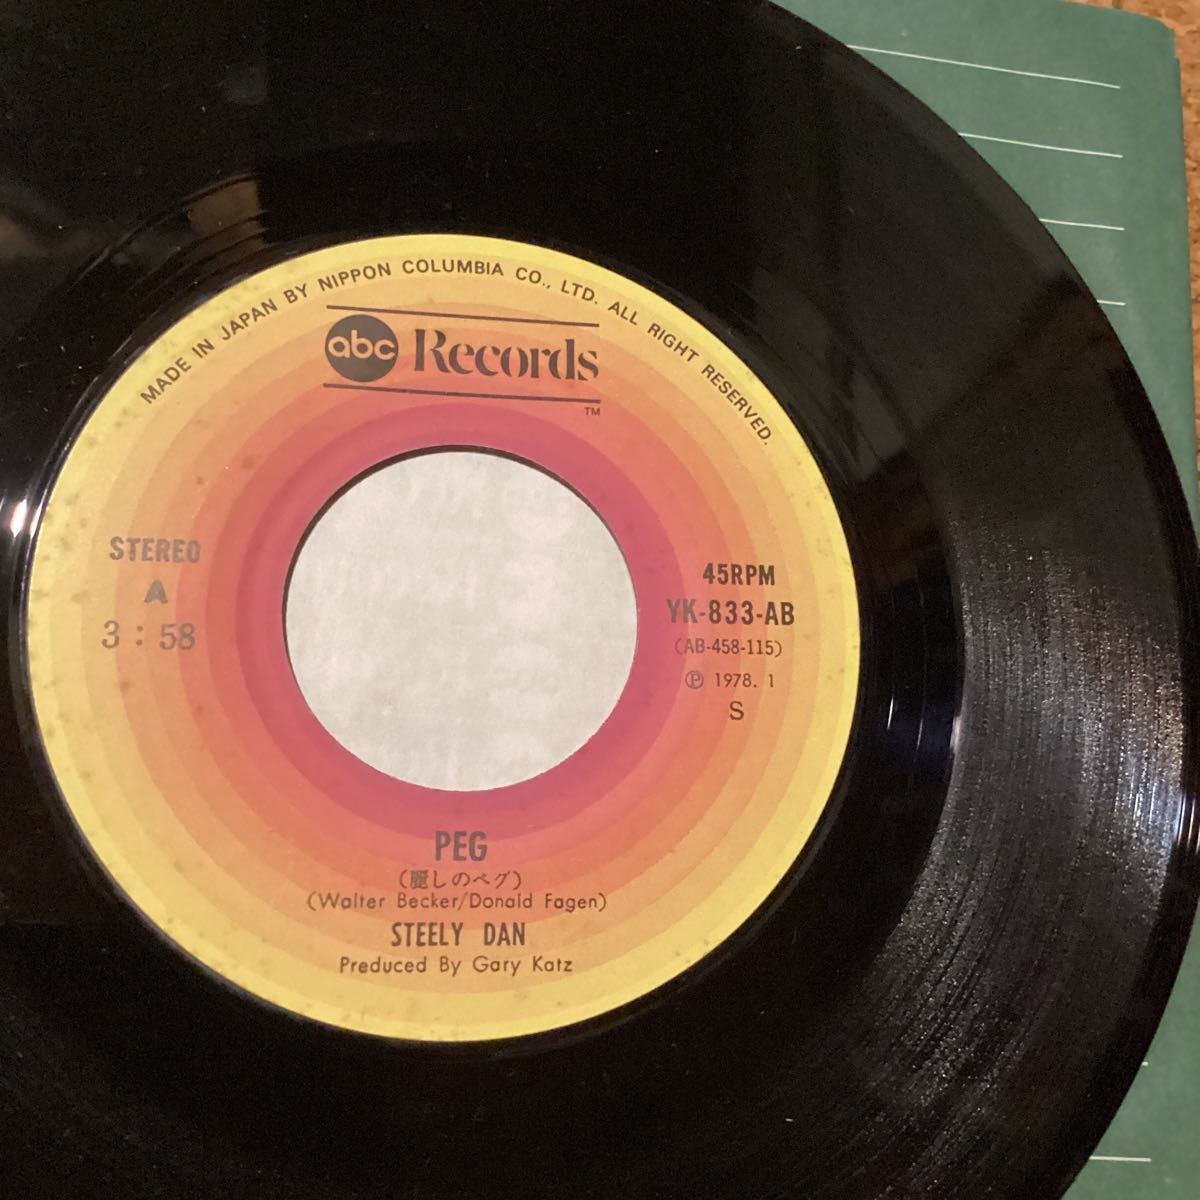 MADE IN JAPAN BY NIPPON COLUMBIA CO., LTD. ALL RIGHT RESERVED.
abc Records
TM
STEREO
A
3:58
45RPM
YK-833-AB
(AB-458-115)
Ⓟ 1978. 1
S
PEG
(麗しのペグ)
(Walter Becker/Donald Fagen)
STEELY DAN
Preduced By Gary Katz